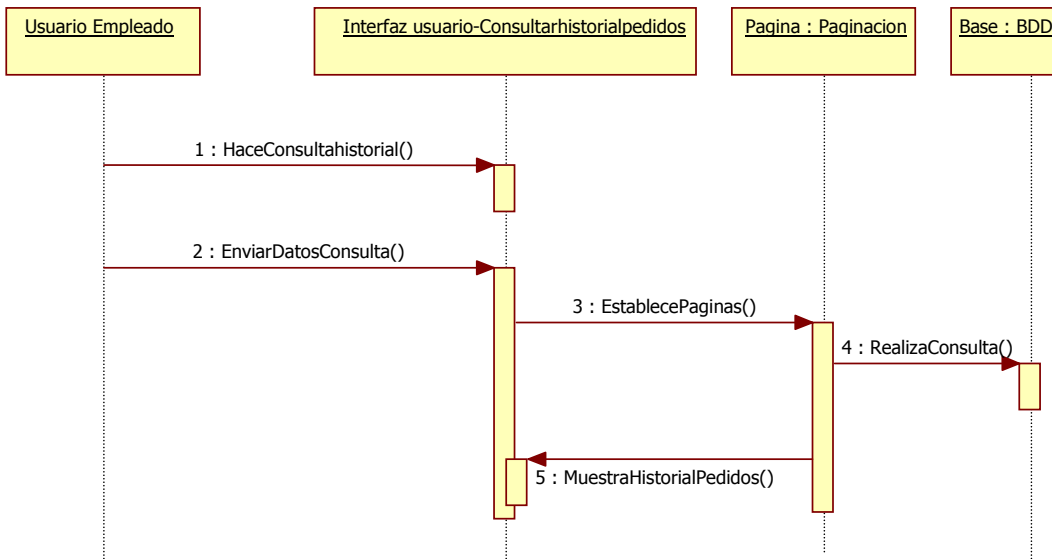 Usuario Empleado
Interfaz usuario-Consultarhistorialpedidos
Pagina : Paginacion
Base : BDD
1 : HaceConsultahistorial()
2 : EnviarDatosConsulta()
3 : EstablecePaginas()
4 : RealizaConsulta()
5 : MuestraHistorialPedidos()